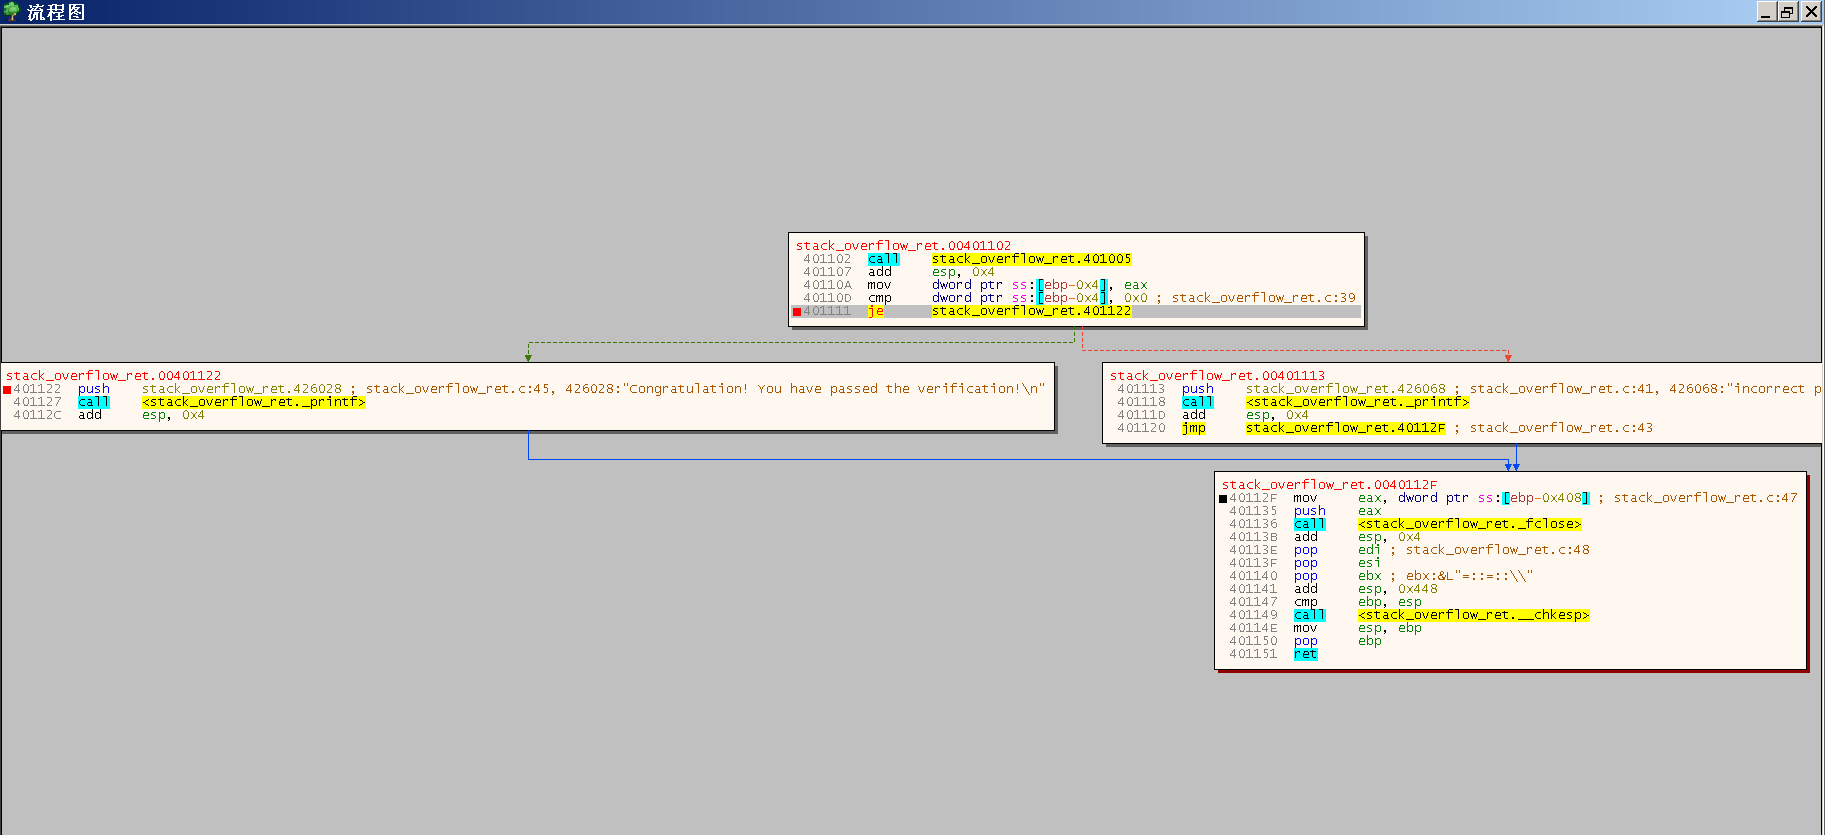 流程图
stack_overflow_ret.00401102
401102 call stack_overflow_ret.401005
401107 add esp, 0x4
40110A mov dword ptr ss:[ebp-0x4], eax
40110D cmp dword ptr ss:[ebp-0x4], 0x0 ; stack_overflow_ret.c:39
401111 je stack_overflow_ret.401122
stack_overflow_ret.00401122
401122 push stack_overflow_ret.426028 ; stack_overflow_ret.c:45, 426028:"Congratulation! You have passed the verification!\n"
401127 call <stack_overflow_ret._printf>
40112C add esp, 0x4
stack_overflow_ret.00401113
401113 push stack_overflow_ret.426068 ; stack_overflow_ret.c:41, 426068:"incorrect p
401118 call <stack_overflow_ret._printf>
40111D add esp, 0x4
401120 jmp stack_overflow_ret.40112F ; stack_overflow_ret.c:43
stack_overflow_ret.0040112F
40112F mov eax, dword ptr ss:[ebp-0x408] ; stack_overflow_ret.c:47
401135 push eax
401136 call <stack_overflow_ret._fclose>
40113B add esp, 0x4
40113E pop edi ; stack_overflow_ret.c:48
40113F pop esi
401140 pop ebx ; ebx:&L"=::=::\\"
401141 add esp, 0x448
401147 cmp ebp, esp
401149 call <stack_overflow_ret.__chkesp>
40114E mov esp, ebp
401150 pop ebp
401151 ret